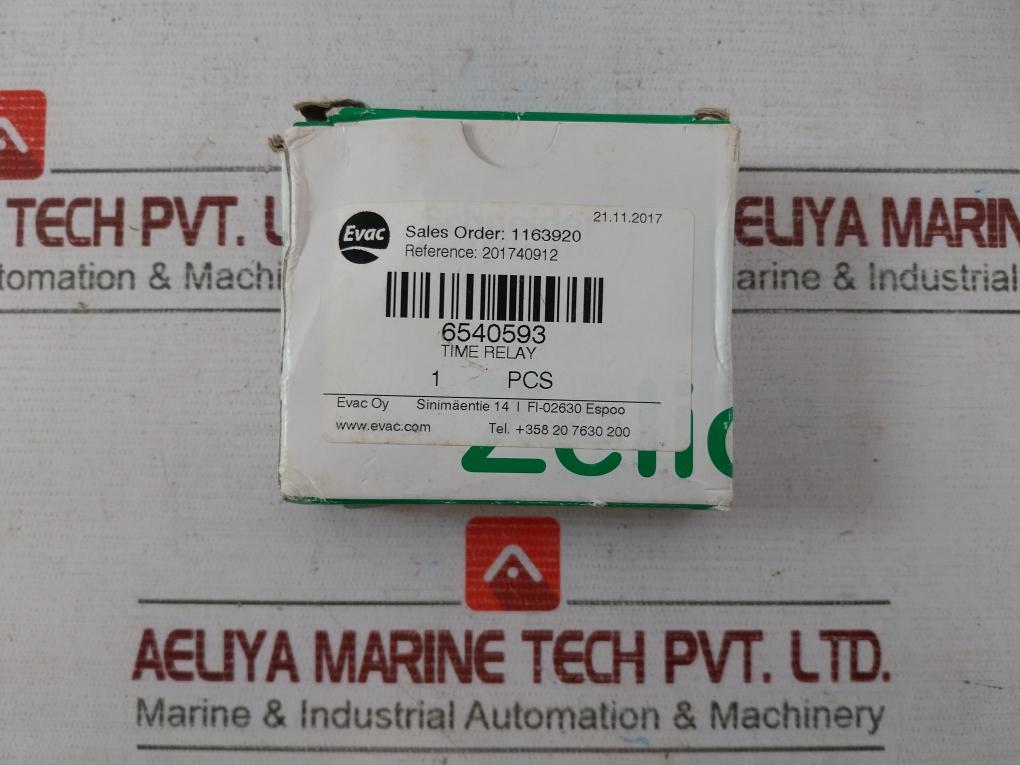 TECH PVT. L
AELIYA MARINE
tomation & Machi
arine & Industrial
21.11.2017
Evac
Sales Order: 1163920
Reference: 201740912
6540593
TIME RELAY
1 PCS
Evac Oy Sinimäentie 14 | FI-02630 Espoo
www.evac.com Tel. +358 20 7630 200
Zelio
AELIYA MARINE TECH PVT. LTD.
Marine & Industrial Automation & Machinery